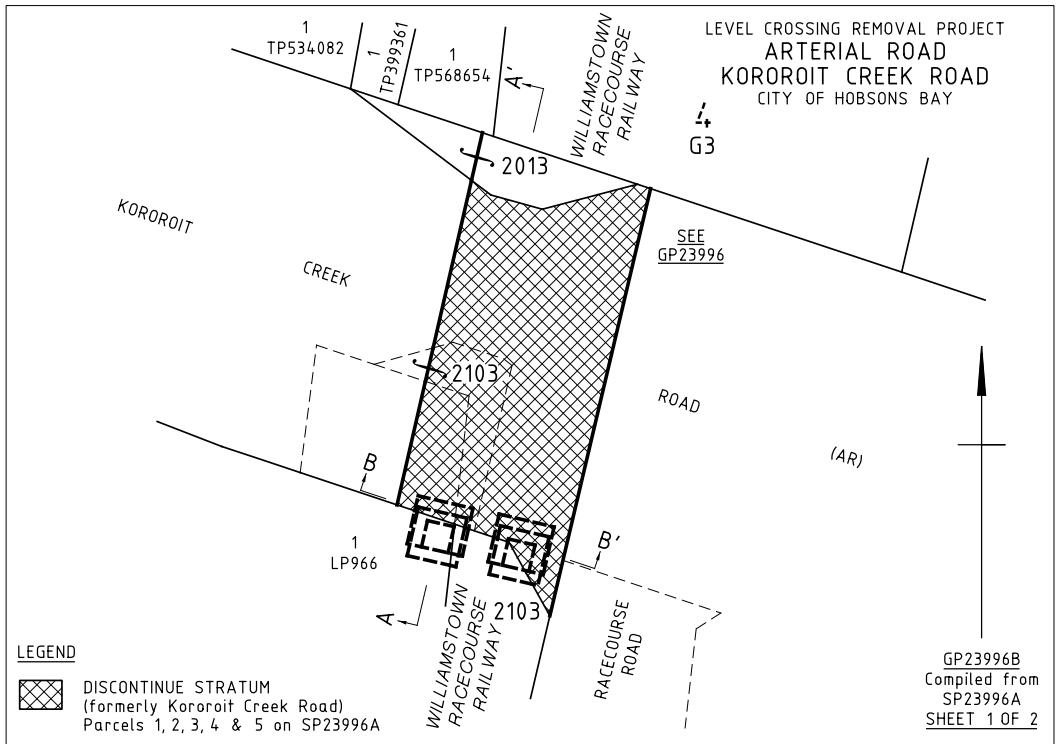 LEVEL CROSSING REMOVAL PROJECT
ARTERIAL ROAD
KOROROIT CREEK ROAD
CITY OF HOBSONS BAY
1
TP534082
1
TP399361
1
TP568654
A'
WILLIAMSTOWN
RACECOURSE
RAILWAY
G3
2013
KOROROIT
CREEK
SEE
GP23996
2103
ROAD
(AR)
B
B'
1
LP966
A
2103
WILLIAMSTOWN
RACECOURSE
RAILWAY
RACECOURSE
ROAD
LEGEND
DISCONTINUE STRATUM
(formerly Kororoit Creek Road)
Parcels 1, 2, 3, 4 & 5 on SP23996A
GP23996B
Compiled from
SP23996A
SHEET 1 OF 2